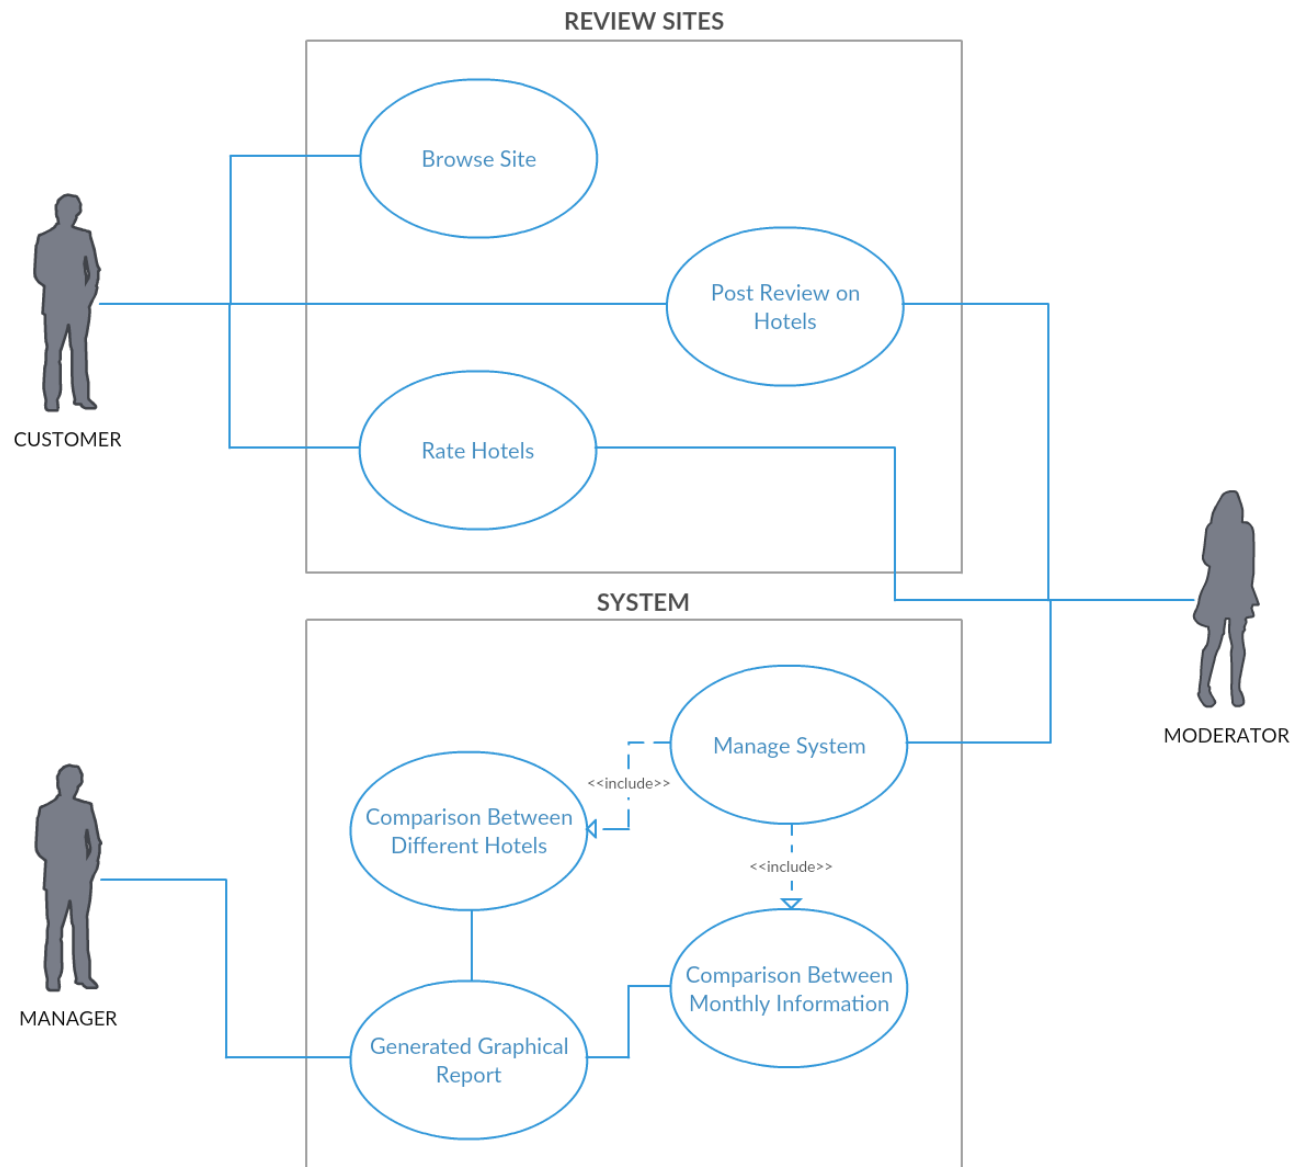 REVIEW SITES
Browse Site
Post Review on
Hotels
CUSTOMER
Rate Hotels
SYSTEM
MODERATOR
Manage System
<<include>>
Comparison Between
Different Hotels
<<include>>
Comparison Between
Monthly Information
MANAGER
Generated Graphical
Report